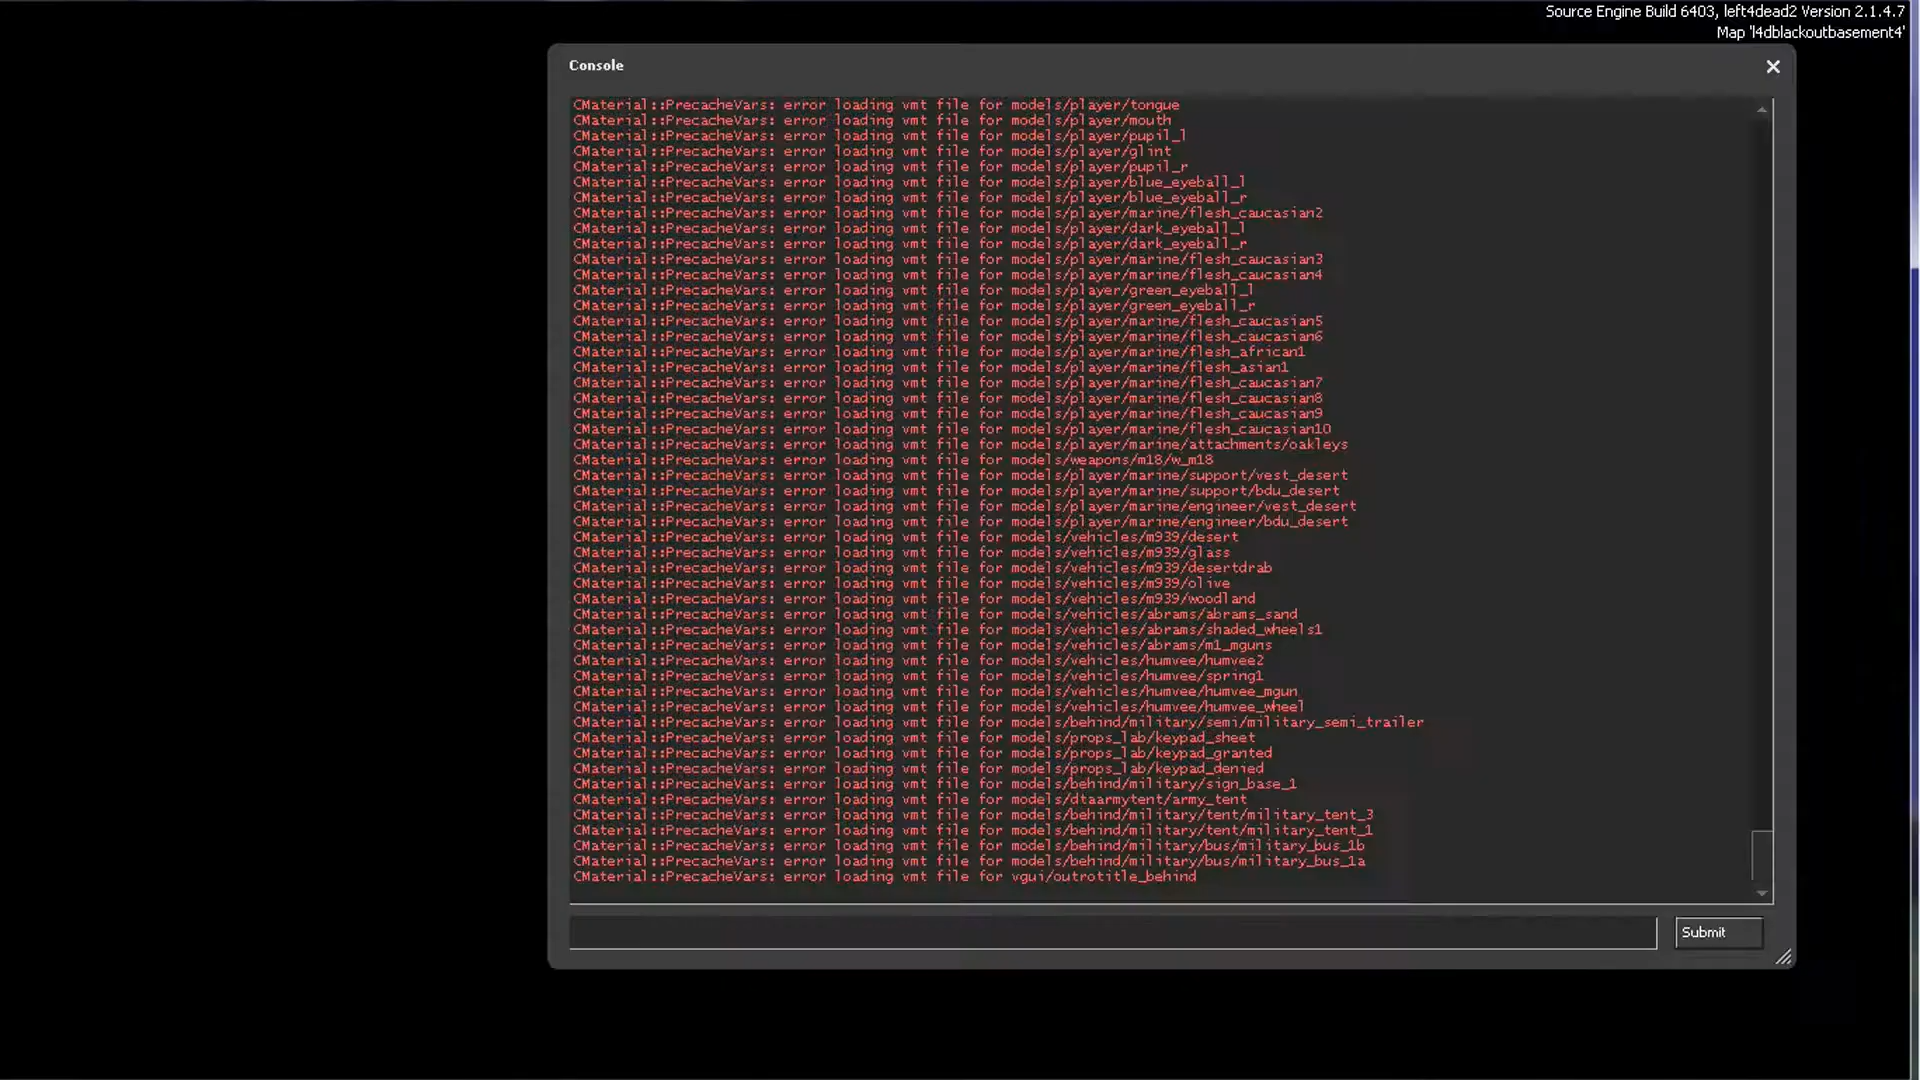 Source Engine Build 6403, left4dead2 Version 2.1.4.7
Map 'l4dblackoutbasement4'
Console
CMaterial::PrecacheVars: error loading vmt file for models/player/tongue
CMaterial::PrecacheVars: error loading vmt file for models/player/mouth
CMaterial::PrecacheVars: error loading vmt file for models/player/pupil_l
CMaterial::PrecacheVars: error loading vmt file for models/player/glint
CMaterial::PrecacheVars: error loading vmt file for models/player/pupil_r
CMaterial::PrecacheVars: error loading vmt file for models/player/blue_eyeball_l
CMaterial::PrecacheVars: error loading vmt file for models/player/blue_eyeball_r
CMaterial::PrecacheVars: error loading vmt file for models/player/marine/flesh_caucasian2
CMaterial::PrecacheVars: error loading vmt file for models/player/dark_eyeball_l
CMaterial::PrecacheVars: error loading vmt file for models/player/dark_eyeball_r
CMaterial::PrecacheVars: error loading vmt file for models/player/marine/flesh_caucasian3
CMaterial::PrecacheVars: error loading vmt file for models/player/marine/flesh_caucasian4
CMaterial::PrecacheVars: error loading vmt file for models/player/green_eyeball_l
CMaterial::PrecacheVars: error loading vmt file for models/player/green_eyeball_r
CMaterial::PrecacheVars: error loading vmt file for models/player/marine/flesh_caucasian5
CMaterial::PrecacheVars: error loading vmt file for models/player/marine/flesh_caucasian6
CMaterial::PrecacheVars: error loading vmt file for models/player/marine/flesh_african1
CMaterial::PrecacheVars: error loading vmt file for models/player/marine/flesh_asian1
CMaterial::PrecacheVars: error loading vmt file for models/player/marine/flesh_caucasian7
CMaterial::PrecacheVars: error loading vmt file for models/player/marine/flesh_caucasian8
CMaterial::PrecacheVars: error loading vmt file for models/player/marine/flesh_caucasian9
CMaterial::PrecacheVars: error loading vmt file for models/player/marine/flesh_caucasian10
CMaterial::PrecacheVars: error loading vmt file for models/player/marine/attachments/oakleys
CMaterial::PrecacheVars: error loading vmt file for models/weapons/m18/w_m18
CMaterial::PrecacheVars: error loading vmt file for models/player/marine/support/vest_desert
CMaterial::PrecacheVars: error loading vmt file for models/player/marine/support/bdu_desert
CMaterial::PrecacheVars: error loading vmt file for models/player/marine/engineer/vest_desert
CMaterial::PrecacheVars: error loading vmt file for models/player/marine/engineer/bdu_desert
CMaterial::PrecacheVars: error loading vmt file for models/vehicles/m939/desert
CMaterial::PrecacheVars: error loading vmt file for models/vehicles/m939/glass
CMaterial::PrecacheVars: error loading vmt file for models/vehicles/m939/desertdrab
CMaterial::PrecacheVars: error loading vmt file for models/vehicles/m939/olive
CMaterial::PrecacheVars: error loading vmt file for models/vehicles/m939/woodland
CMaterial::PrecacheVars: error loading vmt file for models/vehicles/abrams/abrams_sand
CMaterial::PrecacheVars: error loading vmt file for models/vehicles/abrams/shaded_wheels1
CMaterial::PrecacheVars: error loading vmt file for models/vehicles/abrams/m1_mguns
CMaterial::PrecacheVars: error loading vmt file for models/vehicles/humvee/humvee2
CMaterial::PrecacheVars: error loading vmt file for models/vehicles/humvee/spring1
CMaterial::PrecacheVars: error loading vmt file for models/vehicles/humvee/humvee_mgun
CMaterial::PrecacheVars: error loading vmt file for models/vehicles/humvee/humvee_wheel
CMaterial::PrecacheVars: error loading vmt file for models/behind/military/semi/military_semi_trailer
CMaterial::PrecacheVars: error loading vmt file for models/props_lab/keypad_sheet
CMaterial::PrecacheVars: error loading vmt file for models/props_lab/keypad_granted
CMaterial::PrecacheVars: error loading vmt file for models/props_lab/keypad_denied
CMaterial::PrecacheVars: error loading vmt file for models/behind/military/sign_base_1
CMaterial::PrecacheVars: error loading vmt file for models/dtaarmytent/army_tent
CMaterial::PrecacheVars: error loading vmt file for models/behind/military/tent/military_tent_3
CMaterial::PrecacheVars: error loading vmt file for models/behind/military/tent/military_tent_1
CMaterial::PrecacheVars: error loading vmt file for models/behind/military/bus/military_bus_1b
CMaterial::PrecacheVars: error loading vmt file for models/behind/military/bus/military_bus_1a
CMaterial::PrecacheVars: error loading vmt file for vgui/outrotitle_behind
Submit